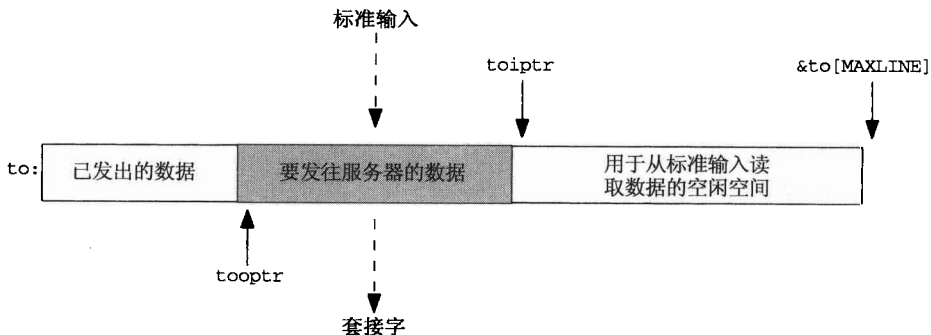 标准输入
toiptr
&to[MAXLINE]
to:
已发出的数据
要发往服务器的数据
用于从标准输入读
取数据的空闲空间
tooptr
套接字